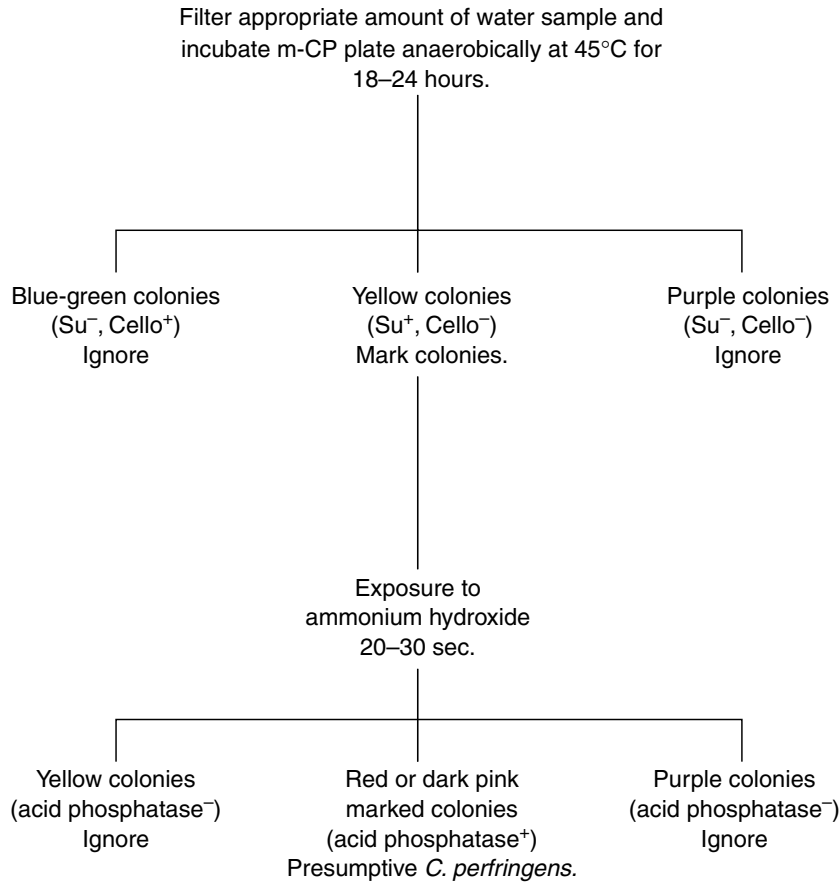 Filter appropriate amount of water sample and
incubate m-CP plate anaerobically at 45°C for
18–24 hours.
Blue-green colonies
(Su⁻, Cello⁺)
Ignore
Yellow colonies
(Su⁺, Cello⁻)
Mark colonies.
Purple colonies
(Su⁻, Cello⁻)
Ignore
Exposure to
ammonium hydroxide
20–30 sec.
Yellow colonies
(acid phosphatase⁻)
Ignore
Red or dark pink
marked colonies
(acid phosphatase⁺)
Presumptive C. perfringens.
Purple colonies
(acid phosphatase⁻)
Ignore